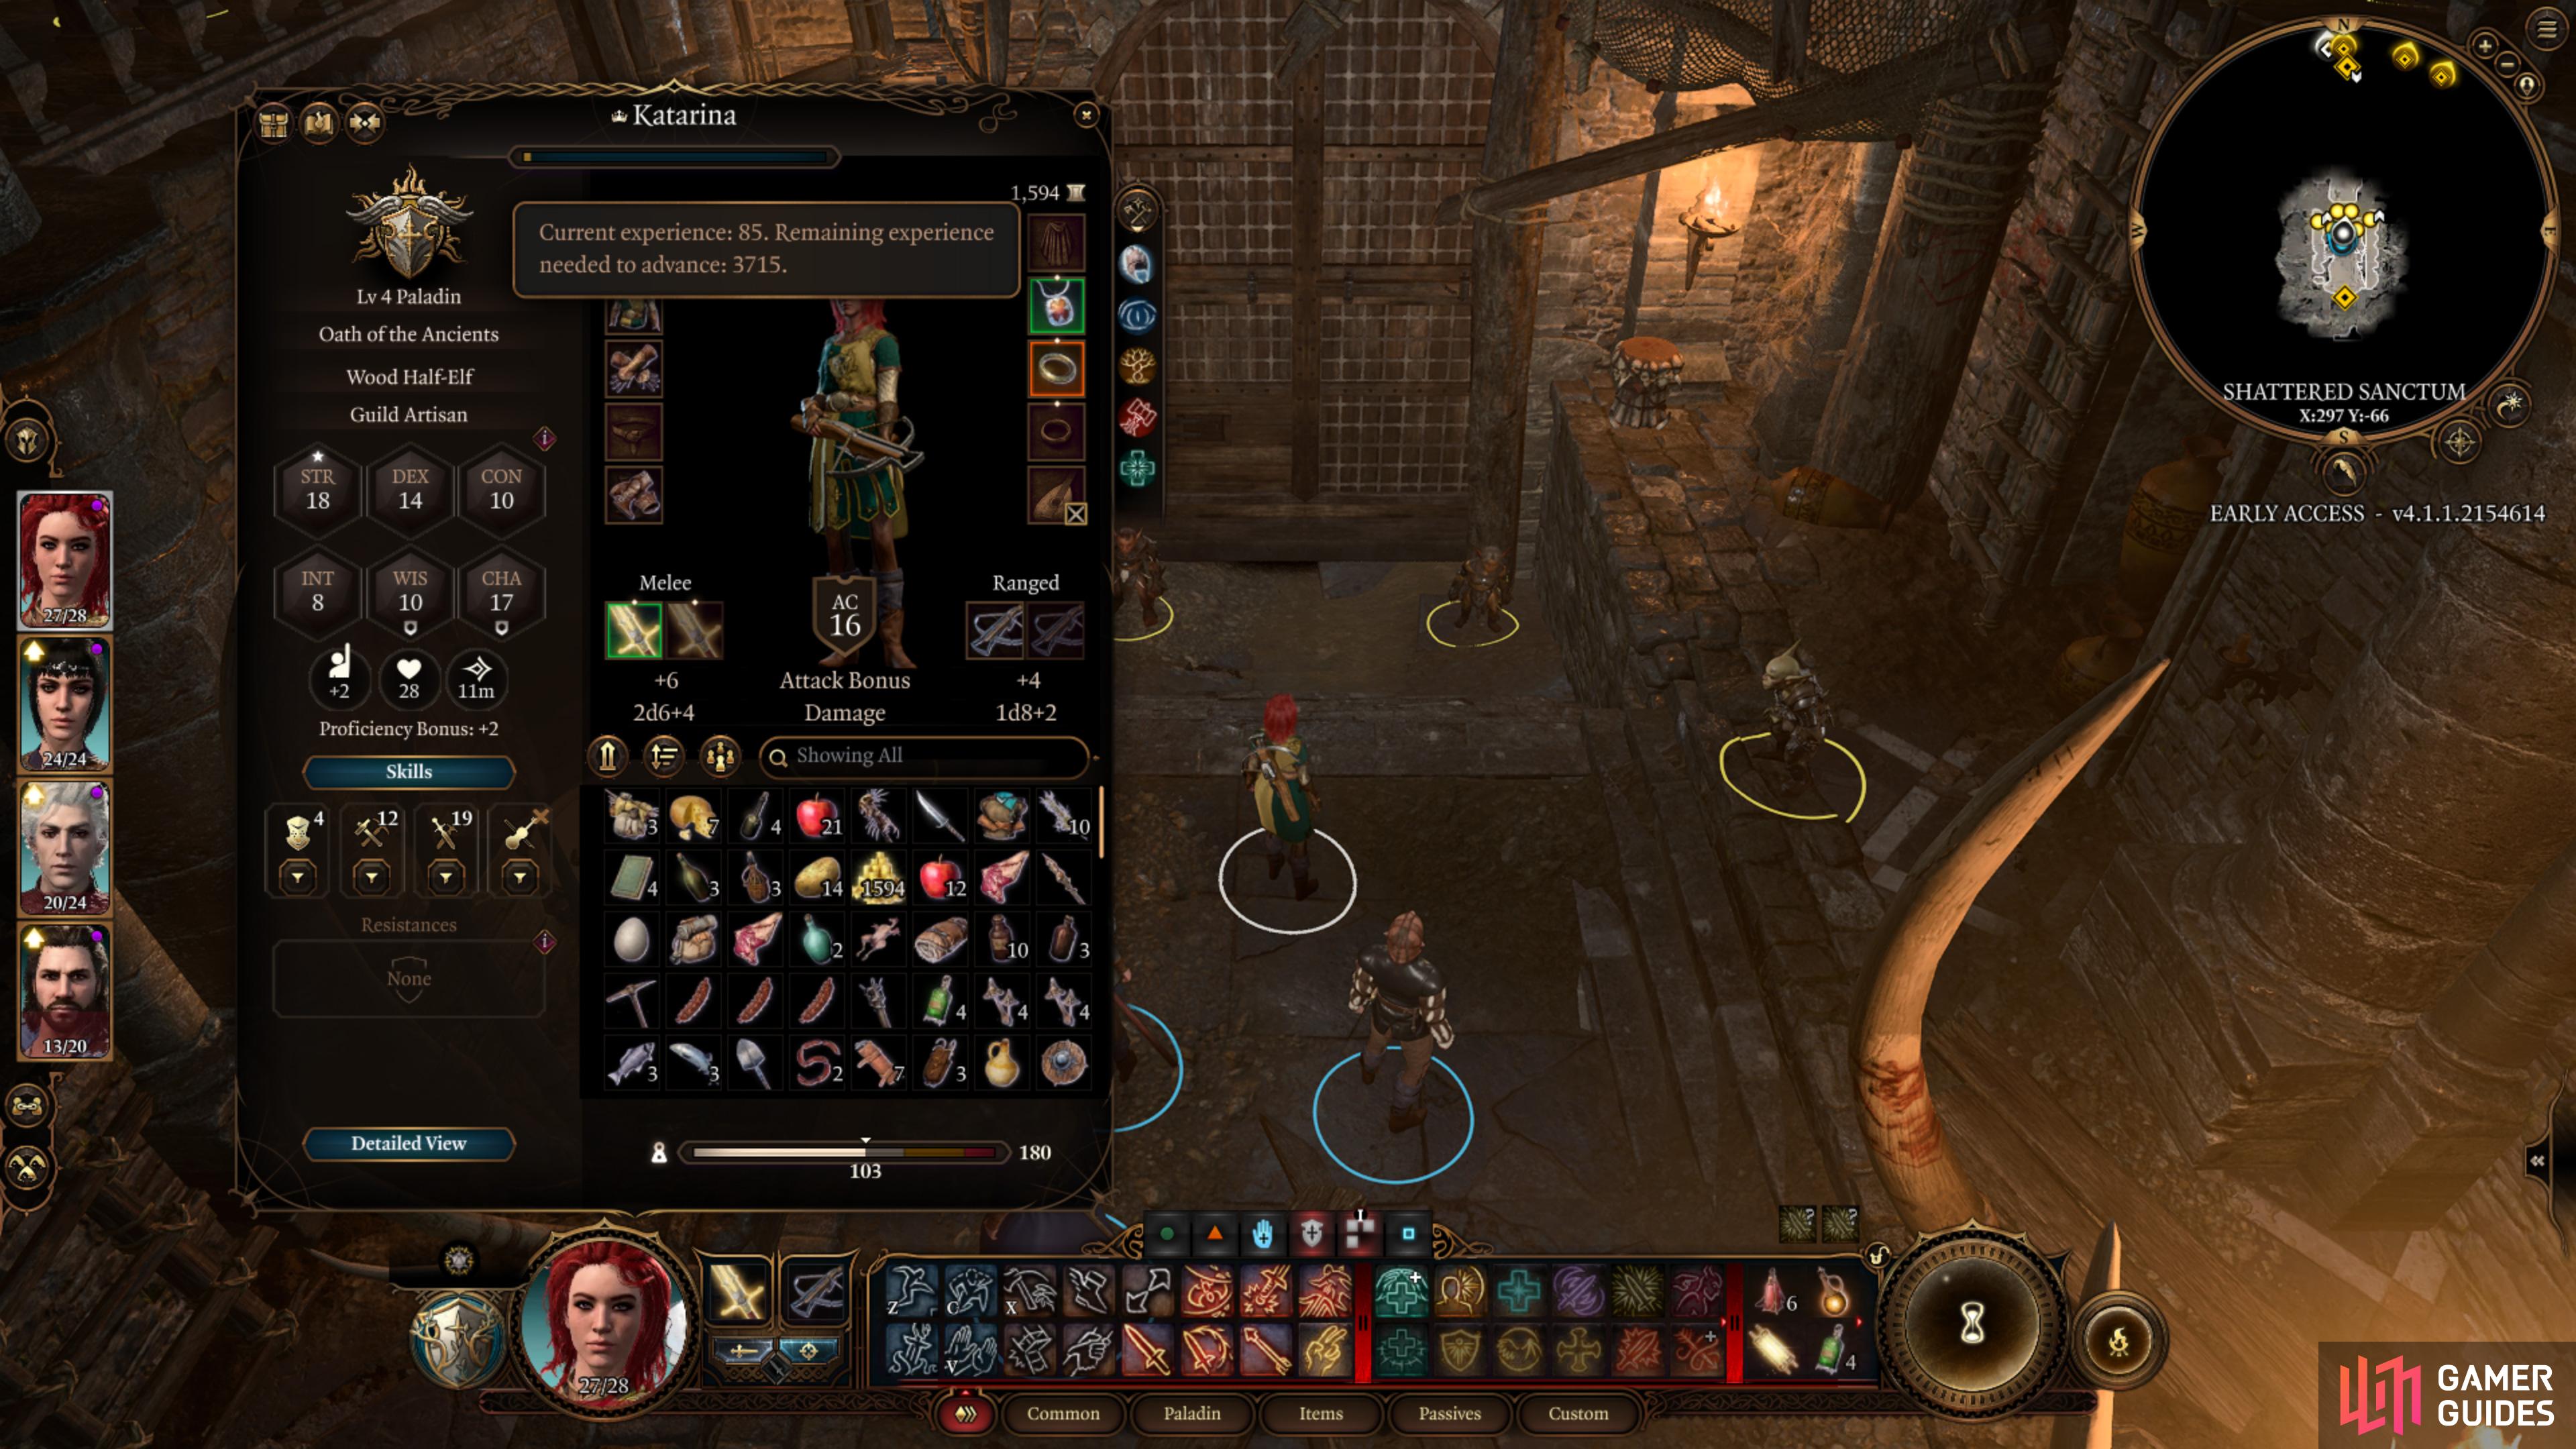 Katarina
1,594
Current experience: 85. Remaining experience
needed to advance: 3715.
Lv 4 Paladin
Oath of the Ancients
Wood Half-Elf
Guild Artisan
STR
18
DEX
14
CON
10
INT
8
WIS
10
CHA
17
+2
28
11m
Proficiency Bonus: +2
Skills
4
12
19
Resistances
None
Detailed View
Melee
AC
16
Ranged
+6
Attack Bonus
+4
2d6+4
Damage
1d8+2
Showing All
3
7
4
21
10
4
3
3
14
1594
12
2
10
3
4
4
4
3
3
2
7
3
103
180
27/28
24/24
20/24
13/20
N
W
E
S
SHATTERED SANCTUM
X:297 Y:-66
EARLY ACCESS - v4.1.1.2154614
I
Z
C
X
V
6
4
27/28
Common
Paladin
Items
Passives
Custom
GAMER
GUIDES